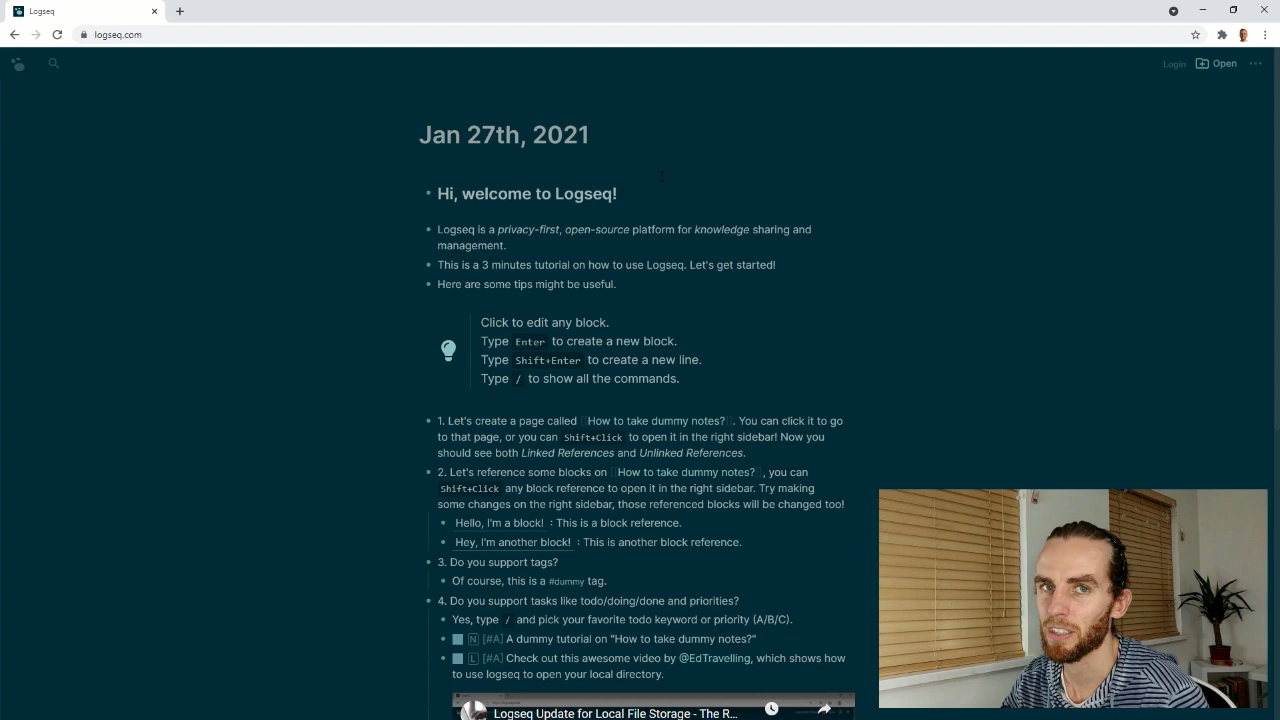 Logseq
logseq.com
Login
Open
Jan 27th, 2021
Hi, welcome to Logseq!
Logseq is a privacy-first, open-source platform for knowledge sharing and
management.
This is a 3 minutes tutorial on how to use Logseq. Let's get started!
Here are some tips might be useful.
Click to edit any block.
Type Enter to create a new block.
Type Shift+Enter to create a new line.
Type / to show all the commands.
1. Let's create a page called [[How to take dummy notes?]]. You can click it to go
to that page, or you can Shift+Click to open it in the right sidebar! Now you
should see both Linked References and Unlinked References.
2. Let's reference some blocks on [[How to take dummy notes?]], you can
Shift+Click any block reference to open it in the right sidebar. Try making
some changes on the right sidebar, those referenced blocks will be changed too!
Hello, I'm a block! : This is a block reference.
Hey, I'm another block! : This is another block reference.
3. Do you support tags?
Of course, this is a #dummy tag.
4. Do you support tasks like todo/doing/done and priorities?
Yes, type / and pick your favorite todo keyword or priority (A/B/C).
N [#A] A dummy tutorial on "How to take dummy notes?"
L [#A] Check out this awesome video by @EdTravelling, which shows how
to use logseq to open your local directory.
Logseq Update for Local File Storage - The R...